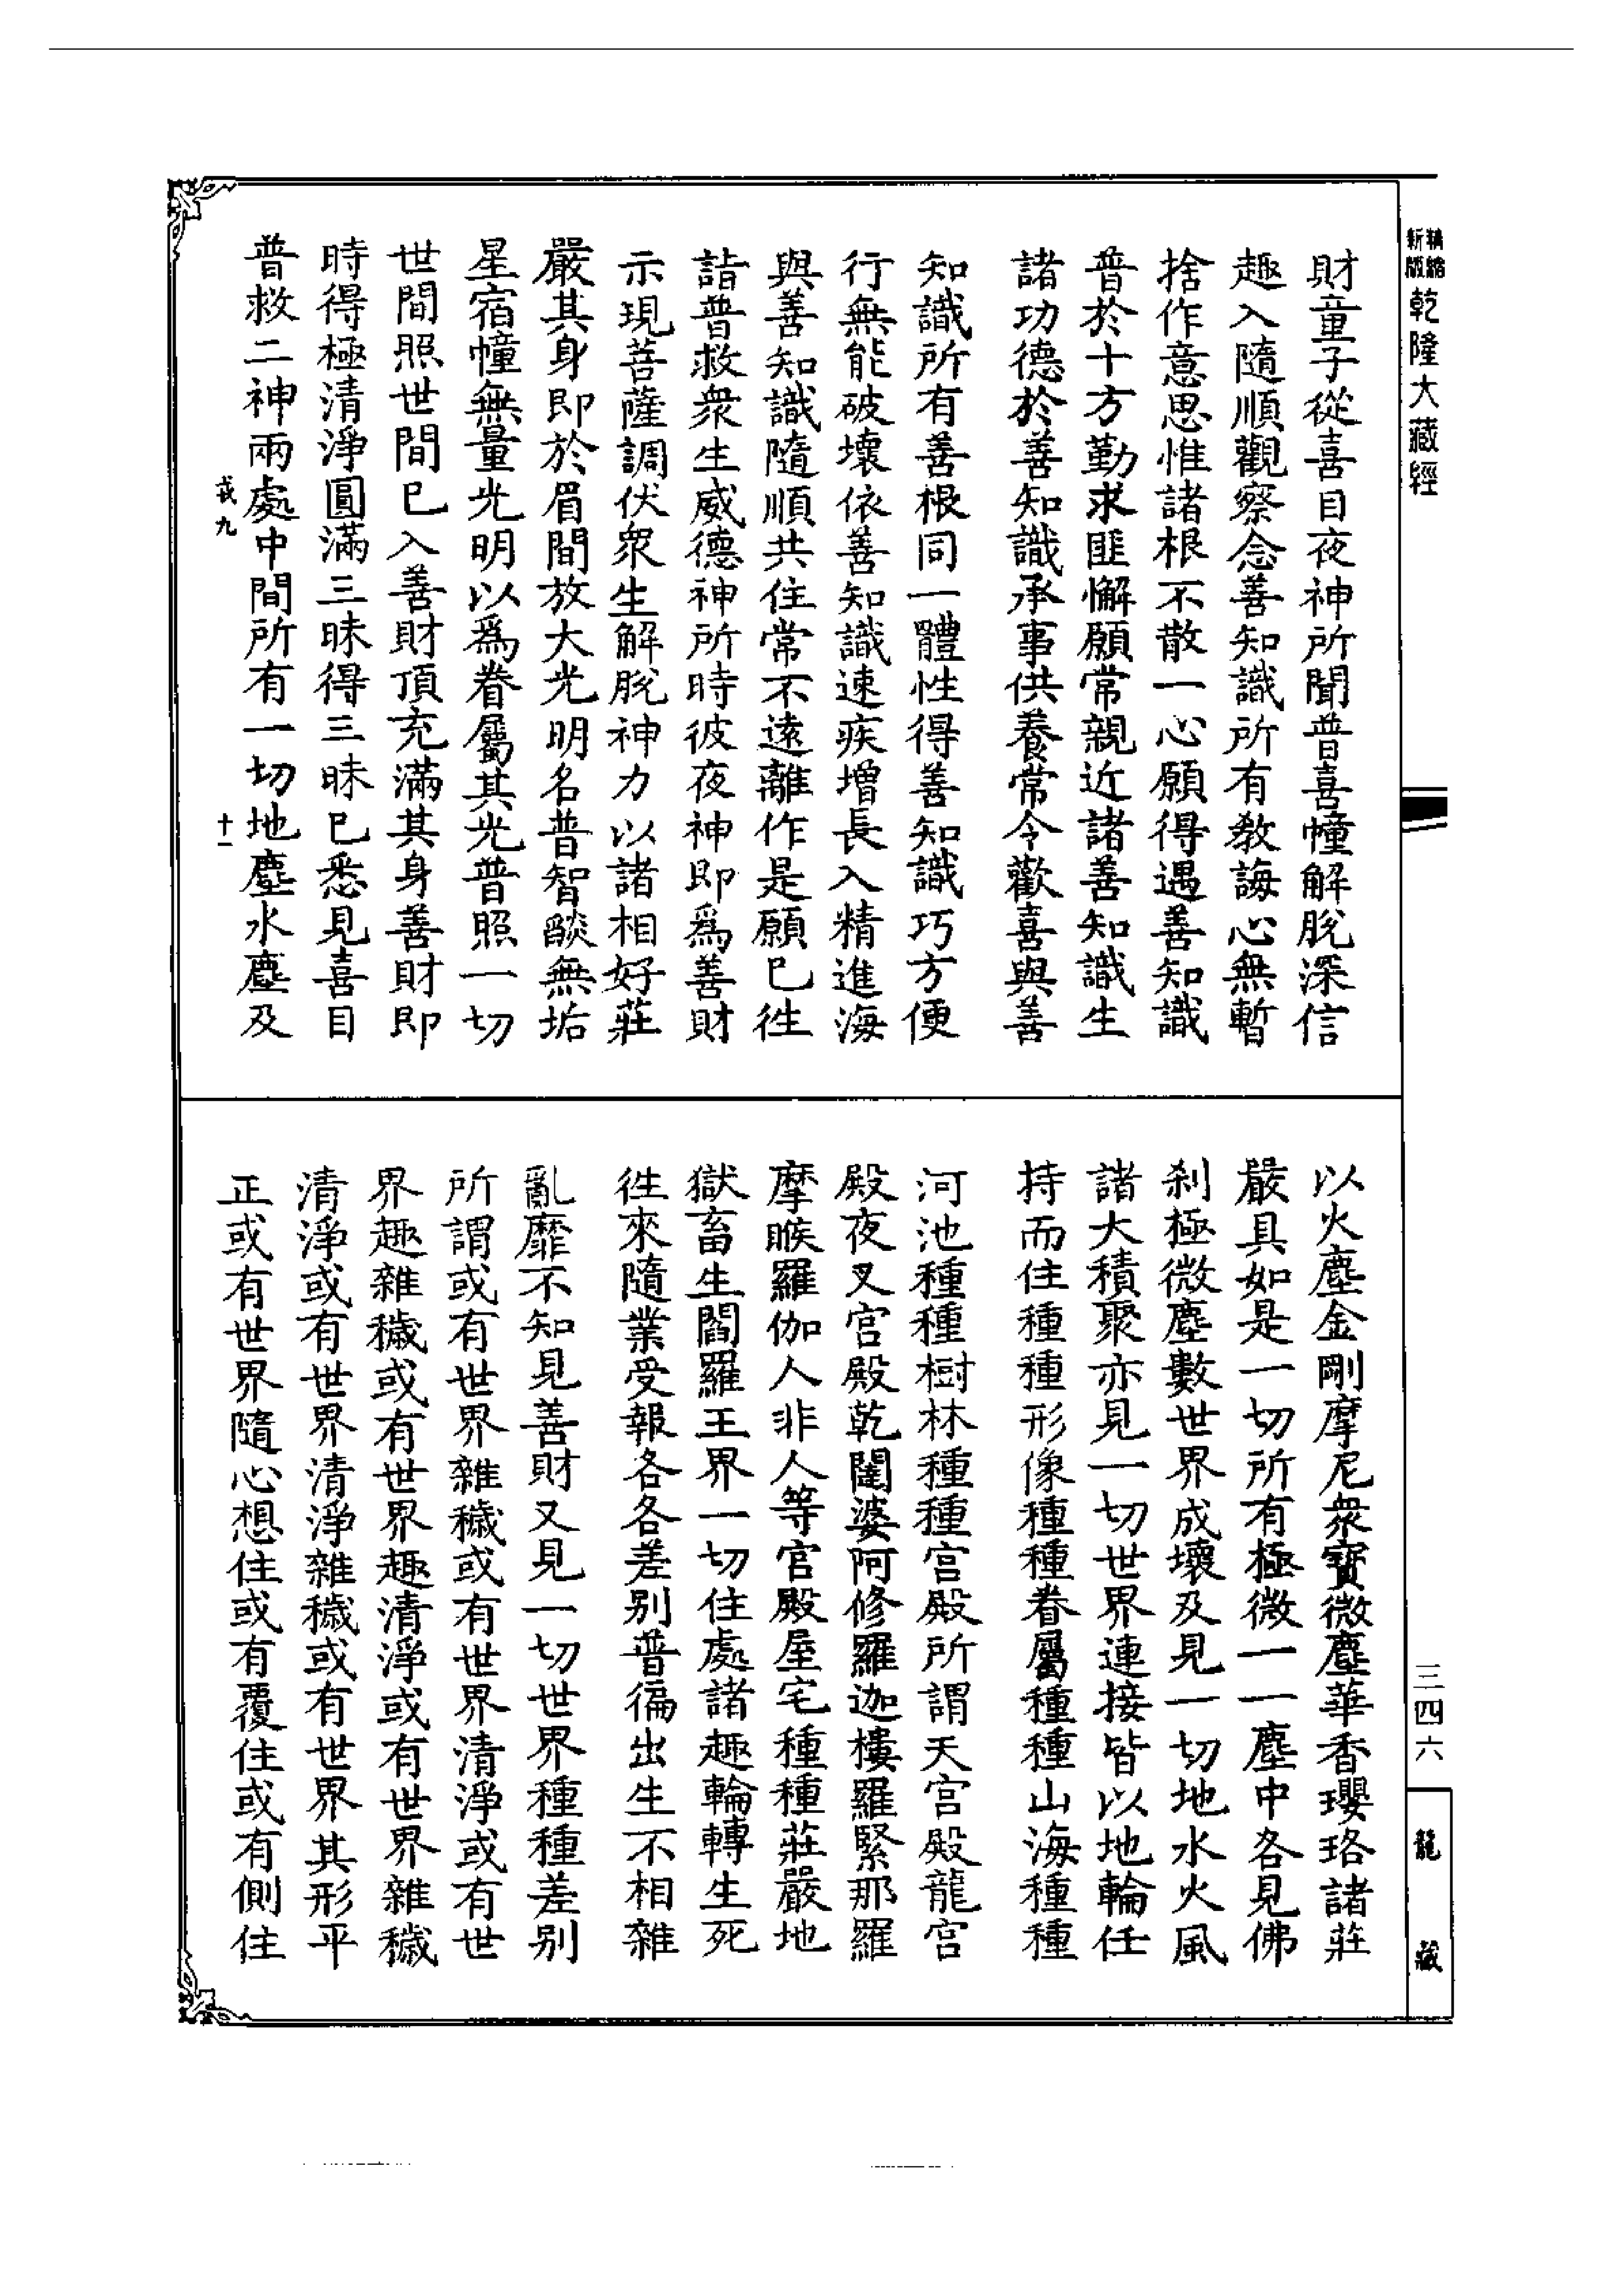 新版精縮乾隆大藏經
財童子從喜目夜神所聞普喜幢解脫深信
趣入隨順觀察念善知識所有教誨心無暫
捨作意思惟諸根不散一心願得遇善知識
普於十方勤求匪懈願常親近諸善知識生
諸功德於善知識承事供養常令歡喜與善
知識所有善根同一體性得善知識巧方便
行無能破壞依善知識速疾增長入精進海
與善知識隨順共住常不遠離作是願已徃
詣普救衆生威德神所時彼夜神即爲善財
示現菩薩調伏衆生解脫神力以諸相好莊
嚴其身即於眉間放大光明名普智燄無垢
星宿幢無量光明以爲眷屬其光普照一切
世間照世間已入善財頂充滿其身善財即
時得極清淨圓滿三昧得三昧已悉見喜目
普救二神兩處中間所有一切地塵水塵及
九
十一
以火塵金剛摩尼衆寶微塵華香瓔珞諸莊
嚴具如是一切所有極微一一塵中各見佛
刹極微塵數世界成壞及見一切地水火風
諸大積聚亦見一切世界連接皆以地輪任
持而住種種形像種種眷屬種種山海種種
河池種種樹林種種宮殿所謂天宮殿龍宮
殿夜叉宮殿乾闥婆阿修羅迦樓羅緊那羅
摩睺羅伽人非人等宮殿屋宅種種莊嚴地
獄畜生閻羅王界一切住處諸趣輪轉生死
徃來隨業受報各各差別普徧出生不相雜
亂靡不知見善財又見一切世界種種差別
所謂或有世界雜穢或有世界清淨或有世
界趣雜穢或有世界趣清淨或有世界雜穢
清淨或有世界清淨雜穢或有世界其形平
正或有世界隨心想住或有覆住或有側住
三四六
龍藏